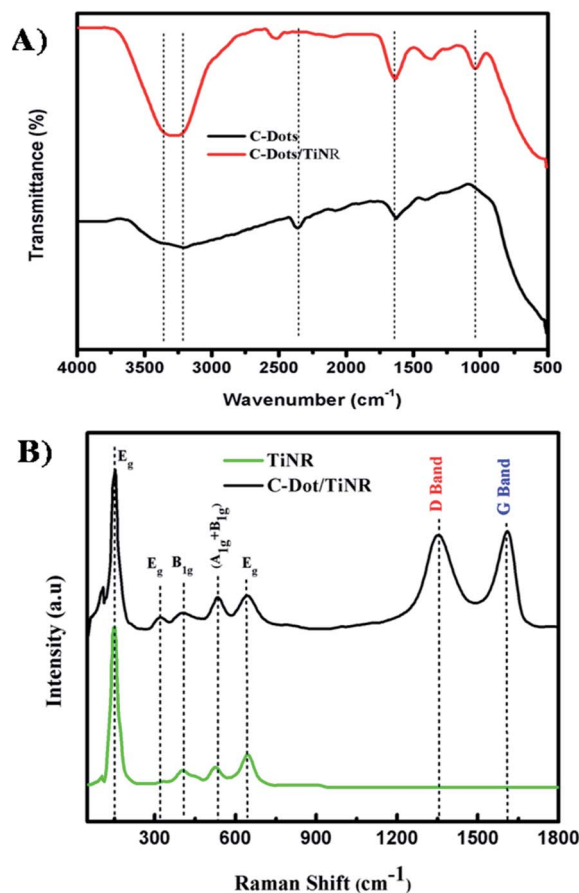 A)
Transmittance (%)
C-Dots
C-Dots/TiNR
4000 3500 3000 2500 2000 1500 1000 500
Wavenumber (cm-1)
B)
TiNR
C-Dot/TiNR
Eg
Eg
B1g
(A1g+B1g)
Eg
D Band
G Band
Intensity (a.u)
300 600 900 1200 1500 1800
Raman Shift (cm-1)